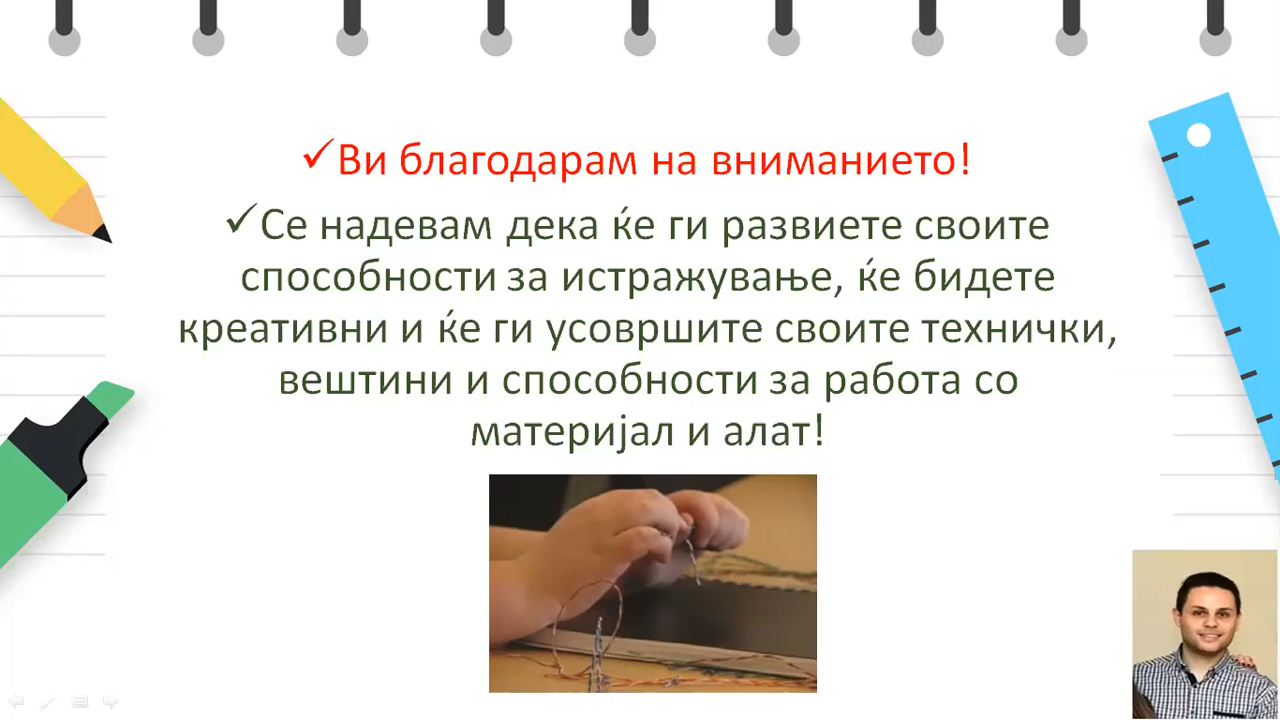 ✓Ви благодарам на вниманието!
✓Се надевам дека ќе ги развиете своите
способности за истражување, ќе бидете
креативни и ќе ги усовршите своите технички,
вештини и способности за работа со
материјал и алат!